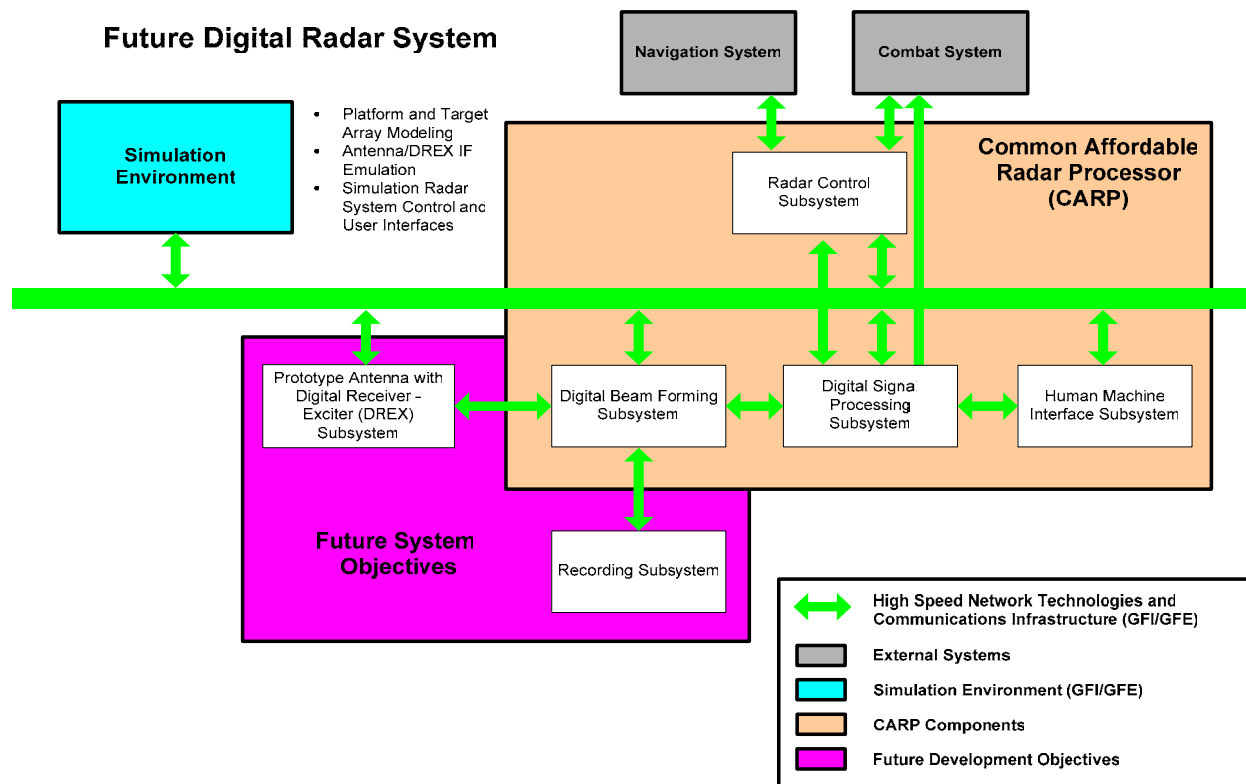 Future Digital Radar System
Navigation System
Combat System
Simulation
Environment
• Platform and Target
Array Modeling
• Antenna/DREX IF
Emulation
• Simulation Radar
System Control and
User Interfaces
Common Affordable
Radar Processor
(CARP)
Radar Control
Subsystem
Prototype Antenna with
Digital Receiver -
Exciter (DREX)
Subsystem
Digital Beam Forming
Subsystem
Digital Signal
Processing
Subsystem
Human Machine
Interface Subsystem
Future System
Objectives
Recording Subsystem
High Speed Network Technologies and
Communications Infrastructure (GFI/GFE)
External Systems
Simulation Environment (GFI/GFE)
CARP Components
Future Development Objectives